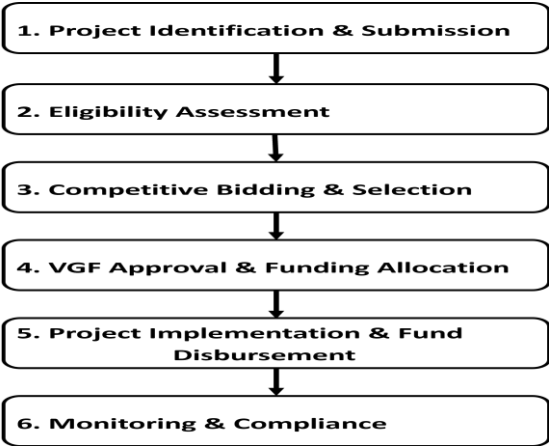 1. Project Identification & Submission
2. Eligibility Assessment
3. Competitive Bidding & Selection
4. VGF Approval & Funding Allocation
5. Project Implementation & Fund
Disbursement
6. Monitoring & Compliance